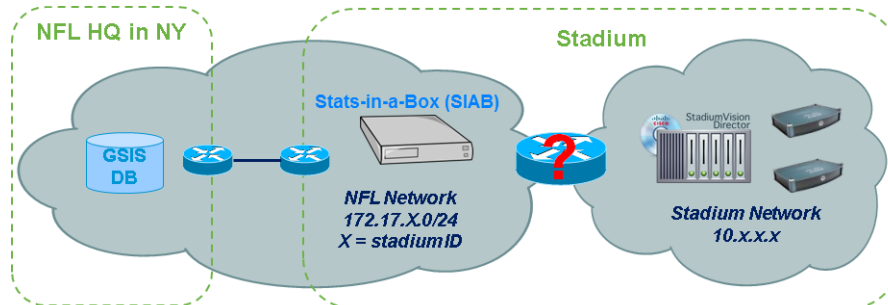 NFL HQ in NY
Stadium
Stats-in-a-Box (SIAB)
GSIS
DB
NFL Network
172.17.X.0/24
X = stadiumID
?
CISCO
StadiumVision
Director
Stadium Network
10.x.x.x